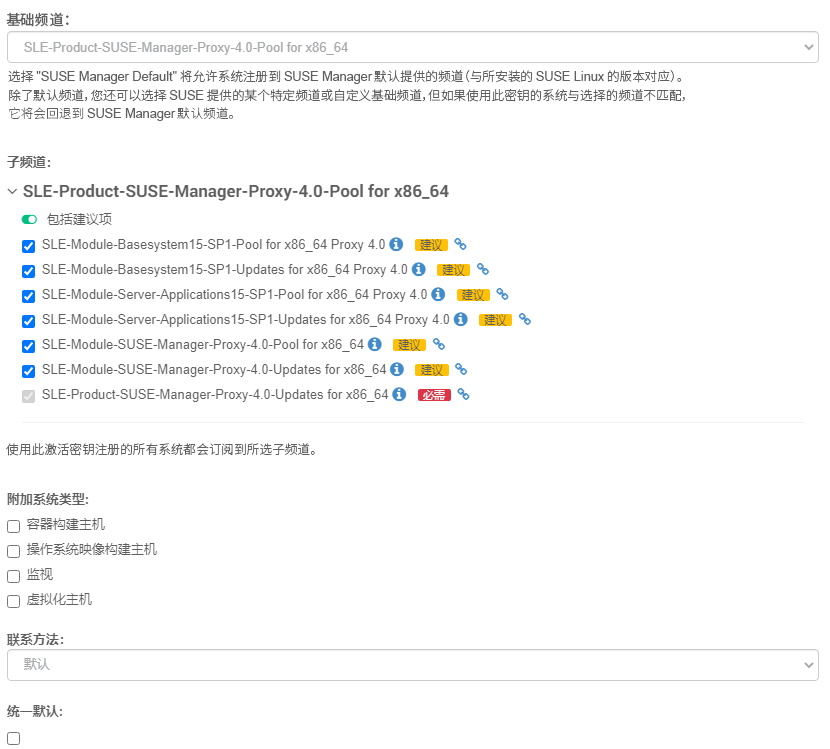 基础频道:
SLE-Product-SUSE-Manager-Proxy-4.0-Pool for x86_64
选择 "SUSE Manager Default" 将允许系统注册到 SUSE Manager 默认提供的频道（与所安装的 SUSE Linux 的版本对应）。
除了默认频道，您还可以选择 SUSE 提供的某个特定频道或自定义基础频道，但如果使用此密钥的系统与选择的频道不匹配，
它将会回退到 SUSE Manager 默认频道。
子频道:
SLE-Product-SUSE-Manager-Proxy-4.0-Pool for x86_64
包括建议项
SLE-Module-Basesystem15-SP1-Pool for x86_64 Proxy 4.0 建议
SLE-Module-Basesystem15-SP1-Updates for x86_64 Proxy 4.0 建议
SLE-Module-Server-Applications15-SP1-Pool for x86_64 Proxy 4.0 建议
SLE-Module-Server-Applications15-SP1-Updates for x86_64 Proxy 4.0 建议
SLE-Module-SUSE-Manager-Proxy-4.0-Pool for x86_64 建议
SLE-Module-SUSE-Manager-Proxy-4.0-Updates for x86_64 建议
SLE-Product-SUSE-Manager-Proxy-4.0-Updates for x86_64 必需
使用此激活密钥注册的所有系统都会订阅到所选子频道。
附加系统类型:
容器构建主机
操作系统映像构建主机
监视
虚拟化主机
联系方法:
默认
统一默认: